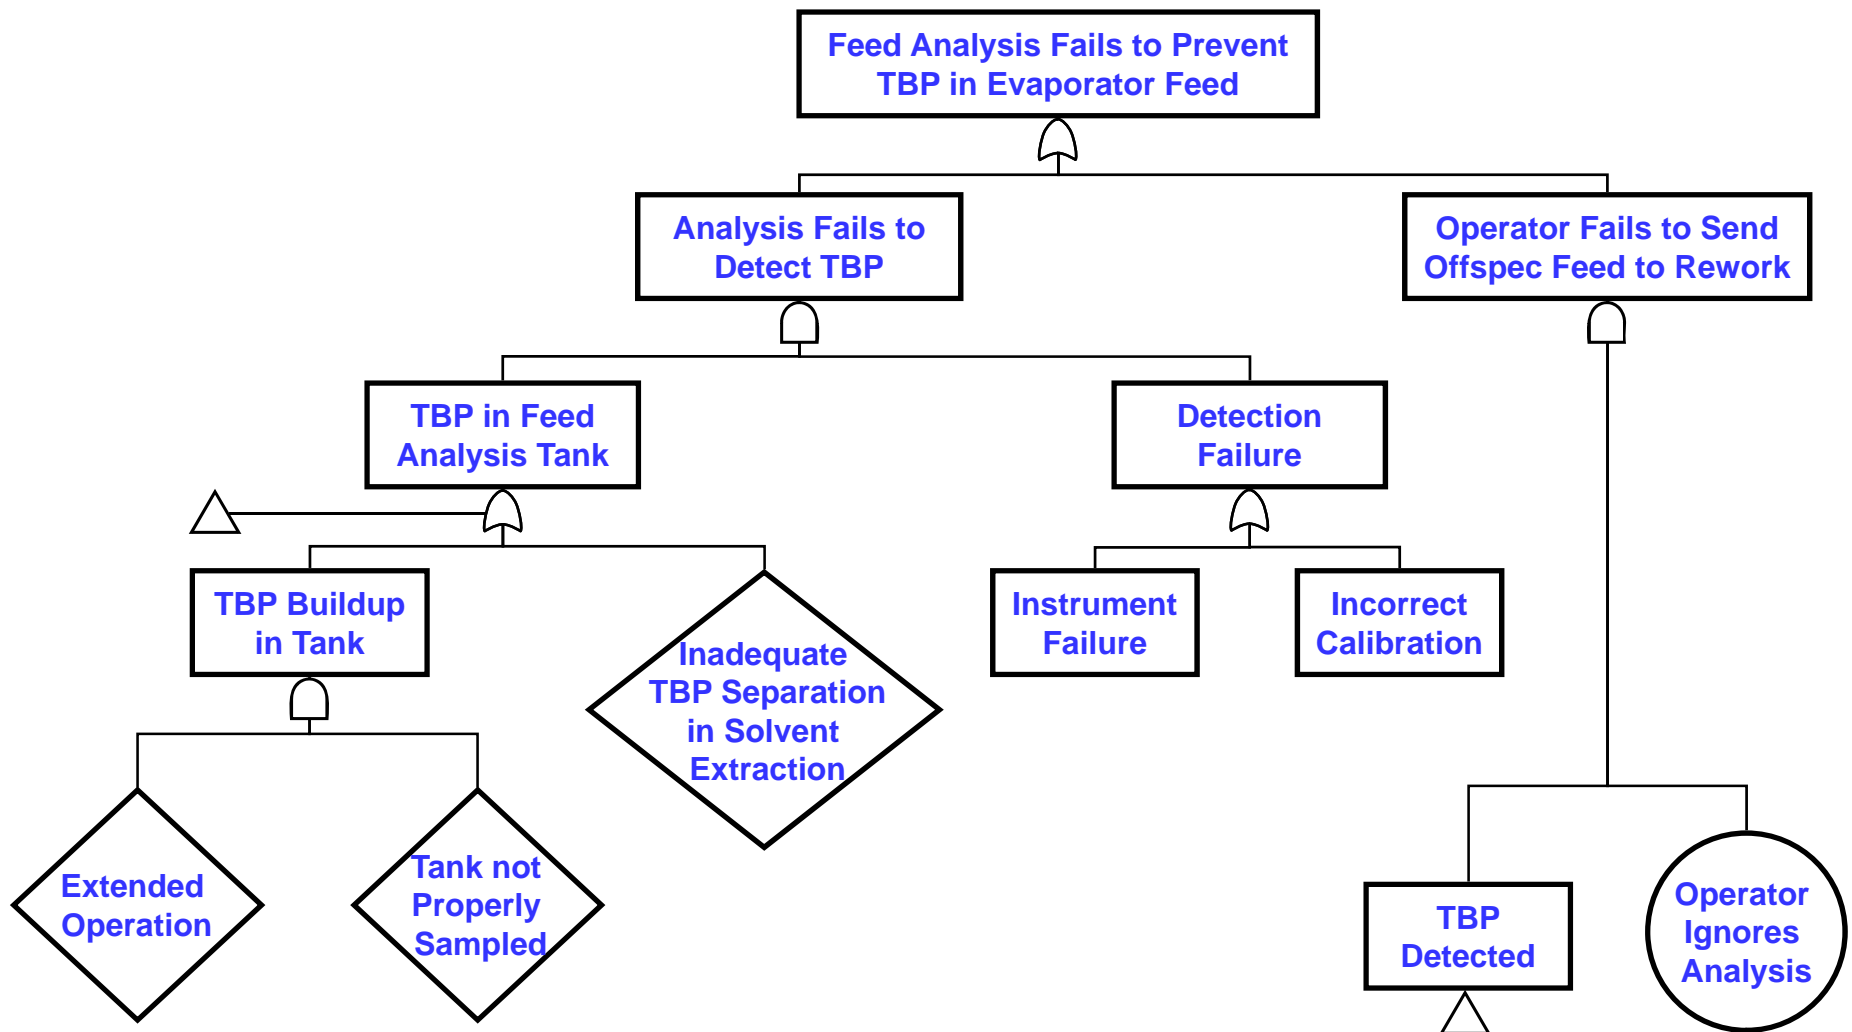 Feed Analysis Fails to Prevent
TBP in Evaporator Feed
Analysis Fails to
Detect TBP
Operator Fails to Send
Offspec Feed to Rework
TBP in Feed
Analysis Tank
Detection
Failure
TBP Buildup
in Tank
Inadequate
TBP Separation
in Solvent
Extraction
Instrument
Failure
Incorrect
Calibration
Extended
Operation
Tank not
Properly
Sampled
TBP
Detected
Operator
Ignores
Analysis